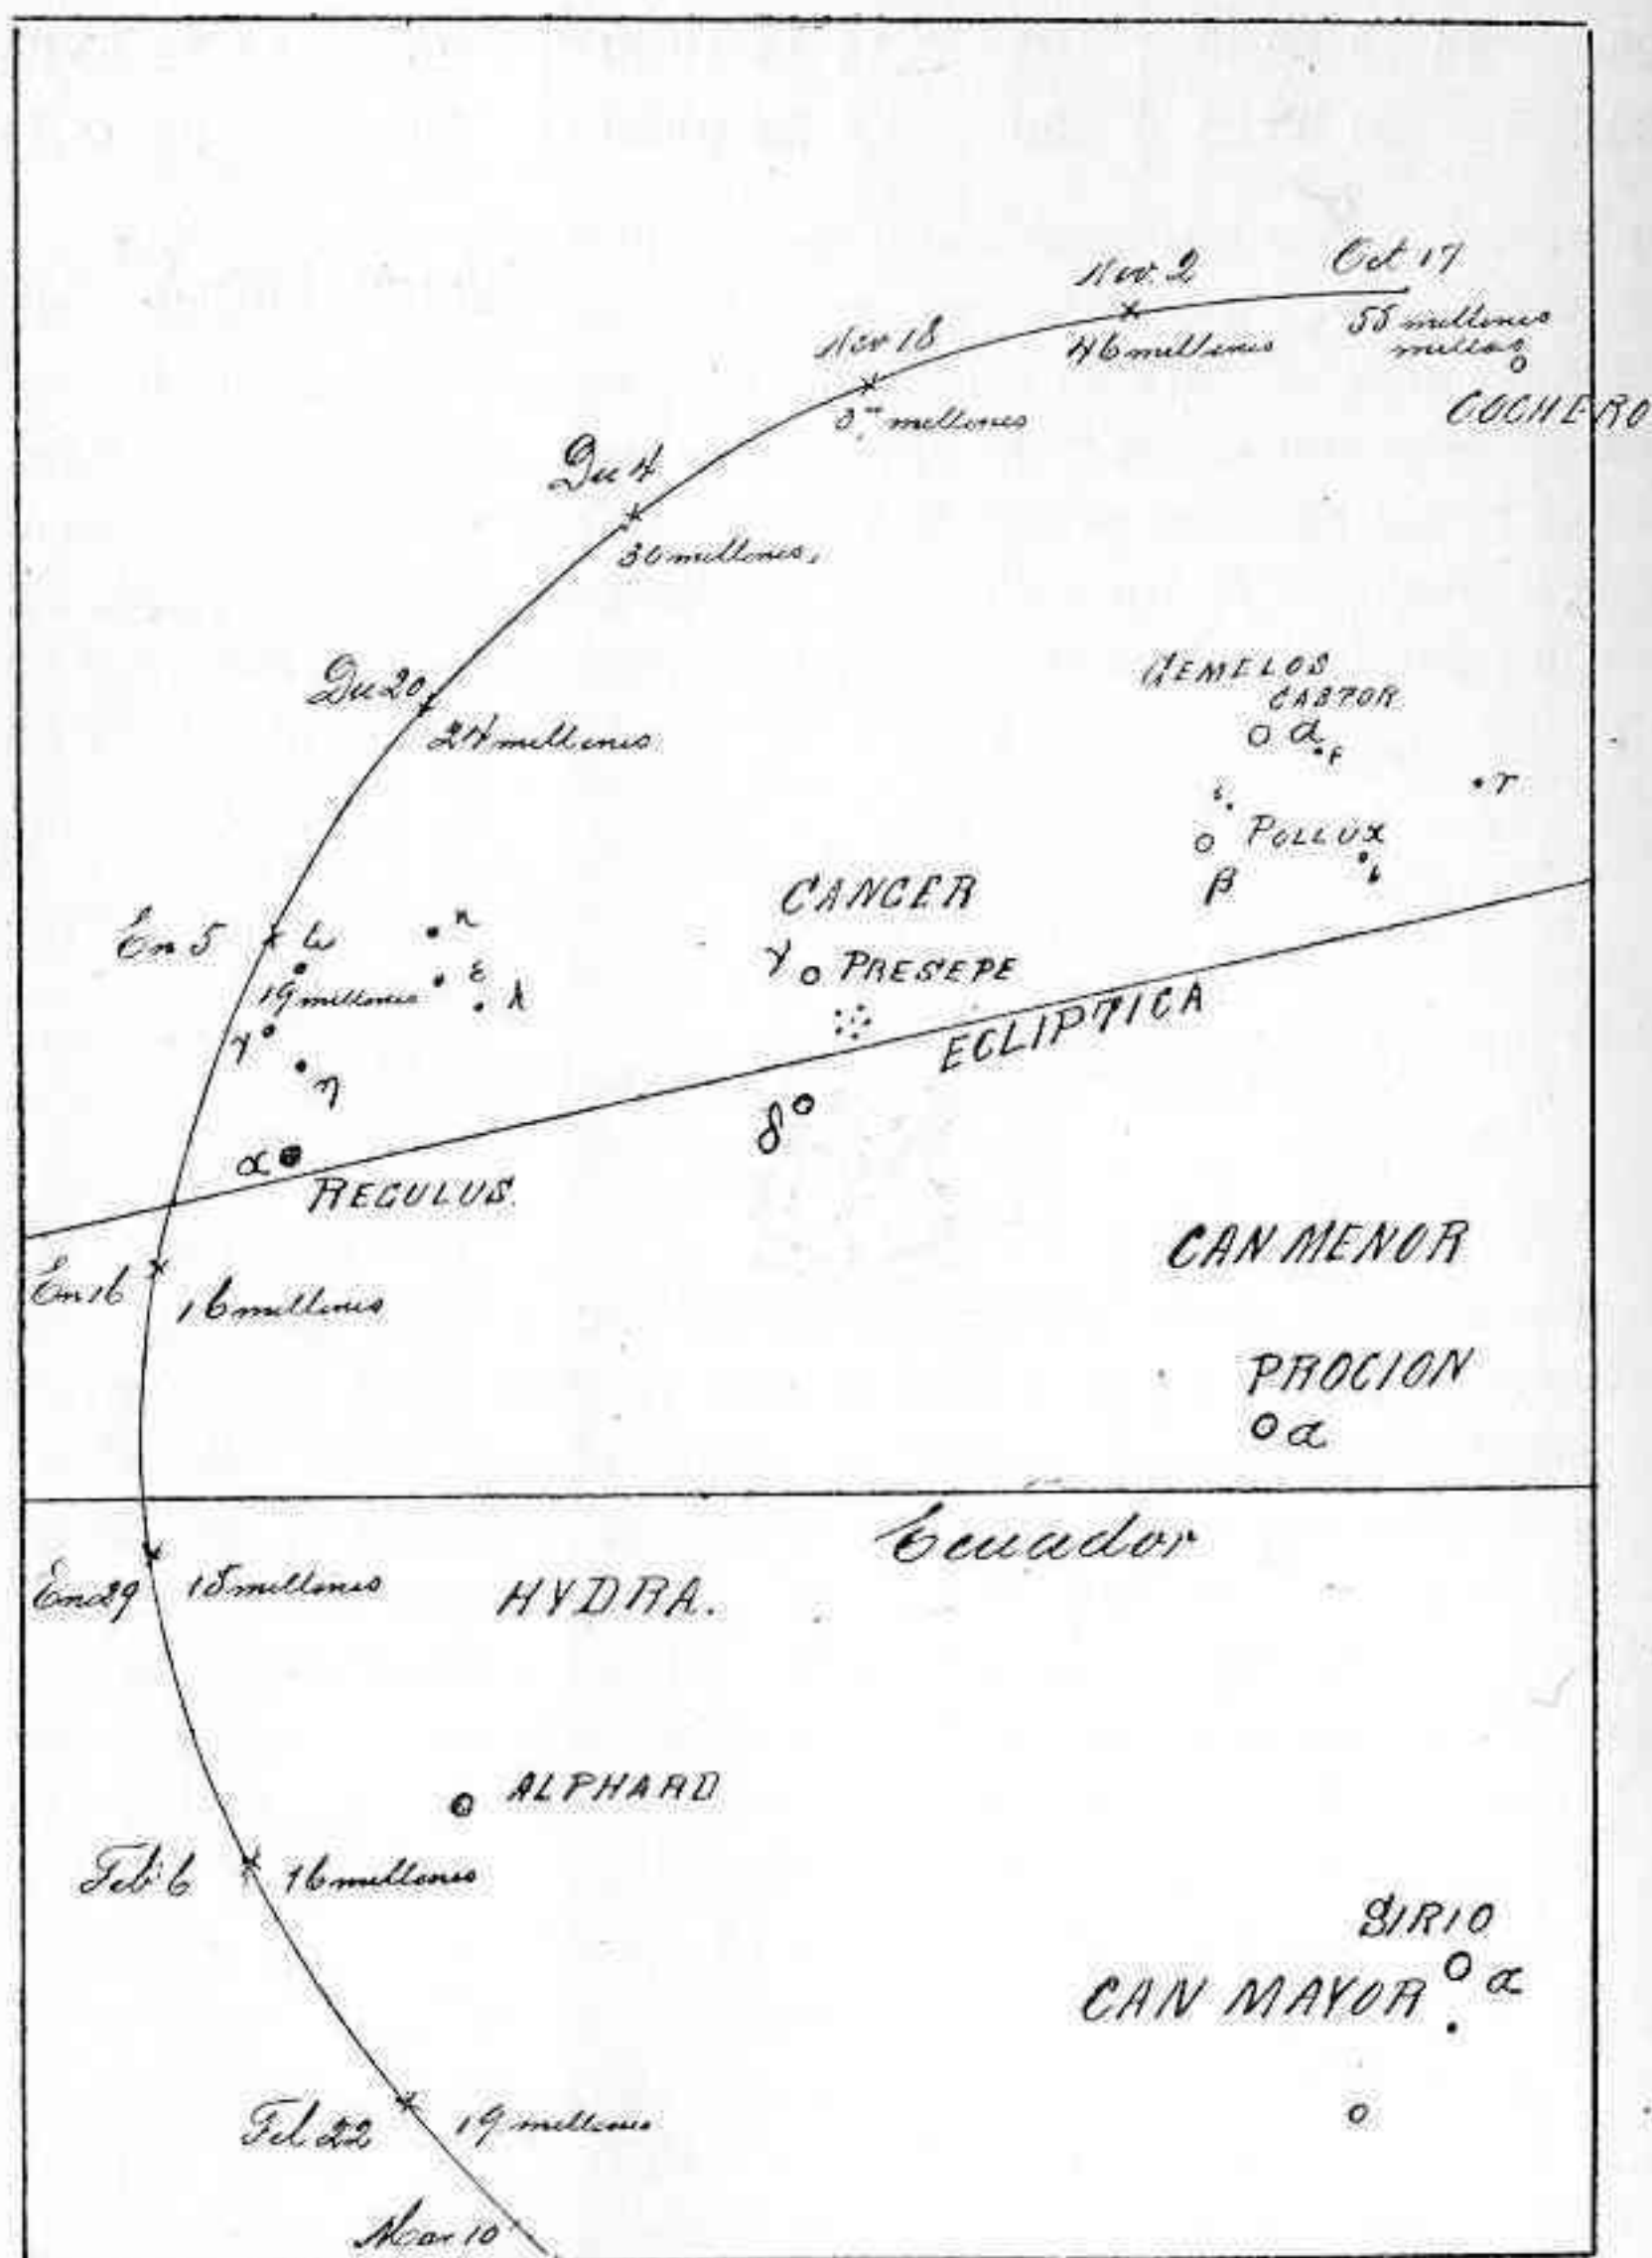 Oct 17
Nov. 2
55 millones
millas
46 millones
COCHERO
Nov 18
millones
Dic 4
30 millones,
GEMELOS
CASTOR
α
Dic 20
24 millones
POLLUX
β
CANCER
En 5
ε
γ
PRESEPE
19 millones
λ
γ
ECLIPTICA
η
δ
α
REGULUS.
CAN MENOR
En 16
16 millones
PROCION
α
Ecuador
En 29
15 millones
HYDRA.
ALPHARD
Feb 6
16 millones
SIRIO
CAN MAYOR
α
Feb 22
19 millones
Mar 10